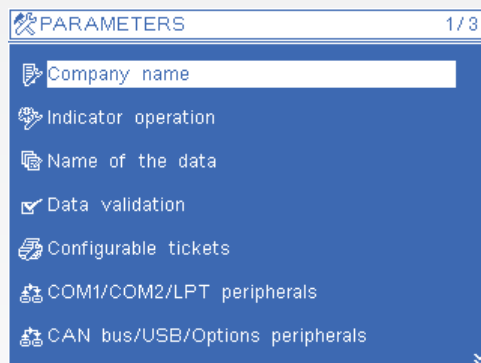 PARAMETERS 1/3
Company name
Indicator operation
Name of the data
Data validation
Configurable tickets
COM1/COM2/LPT peripherals
CAN bus/USB/Options peripherals